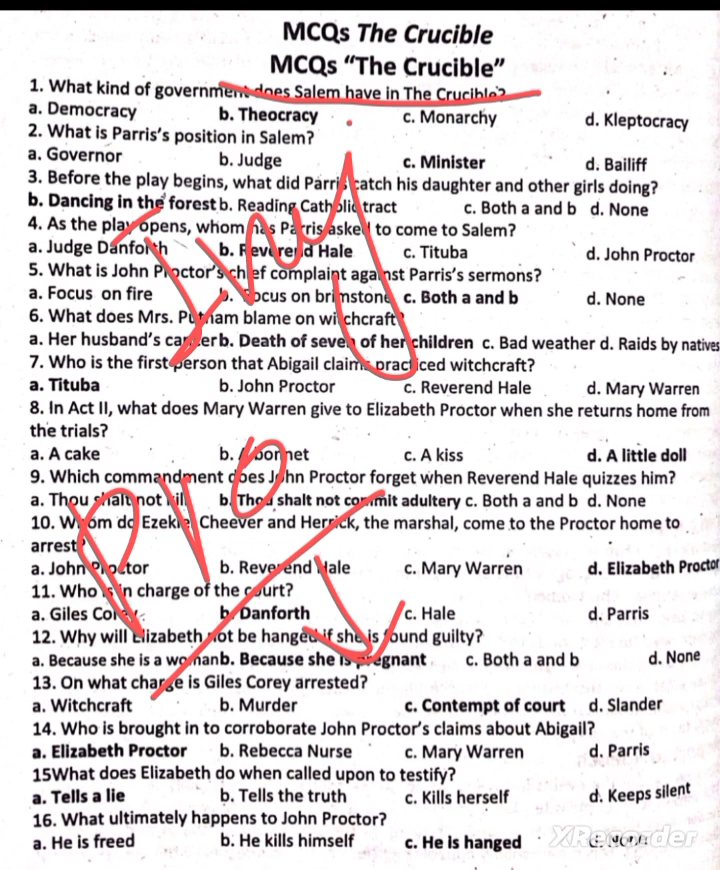 MCQs The Crucible
MCQs “The Crucible”
1. What kind of government does Salem have in The Crucible?
a. Democracy b. Theocracy c. Monarchy d. Kleptocracy
2. What is Parris’s position in Salem?
a. Governor b. Judge c. Minister d. Bailiff
3. Before the play begins, what did Parris catch his daughter and other girls doing?
b. Dancing in the forest b. Reading Catholic tract c. Both a and b d. None
4. As the play opens, whom has Parris asked to come to Salem?
a. Judge Danforth b. Reverend Hale c. Tituba d. John Proctor
5. What is John Proctor’s chief complaint against Parris’s sermons?
a. Focus on fire b. Focus on brimstone c. Both a and b d. None
6. What does Mrs. Putnam blame on witchcraft?
a. Her husband’s cancer b. Death of seven of her children c. Bad weather d. Raids by natives
7. Who is the first person that Abigail claims practiced witchcraft?
a. Tituba b. John Proctor c. Reverend Hale d. Mary Warren
8. In Act II, what does Mary Warren give to Elizabeth Proctor when she returns home from
the trials?
a. A cake b. A bonnet c. A kiss d. A little doll
9. Which commandment does John Proctor forget when Reverend Hale quizzes him?
a. Thou shalt not kill b. Thou shalt not commit adultery c. Both a and b d. None
10. Whom do Ezekiel Cheever and Herrick, the marshal, come to the Proctor home to
arrest?
a. John Proctor b. Reverend Hale c. Mary Warren d. Elizabeth Proctor
11. Who is in charge of the court?
a. Giles Corey b. Danforth c. Hale d. Parris
12. Why will Elizabeth not be hanged if she is found guilty?
a. Because she is a woman b. Because she is pregnant c. Both a and b d. None
13. On what charge is Giles Corey arrested?
a. Witchcraft b. Murder c. Contempt of court d. Slander
14. Who is brought in to corroborate John Proctor’s claims about Abigail?
a. Elizabeth Proctor b. Rebecca Nurse c. Mary Warren d. Parris
15What does Elizabeth do when called upon to testify?
a. Tells a lie b. Tells the truth c. Kills herself d. Keeps silent
16. What ultimately happens to John Proctor?
a. He is freed b. He kills himself c. He Is hanged d. None
XRecorder